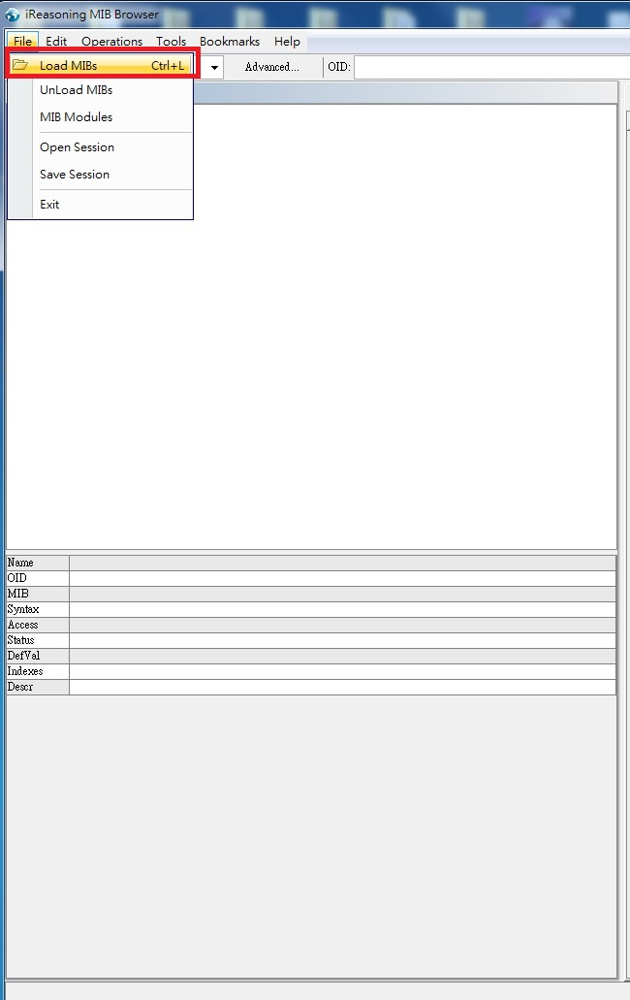 iReasoning MIB Browser
File Edit Operations Tools Bookmarks Help
Load MIBs Ctrl+L
Advanced... OID:
UnLoad MIBs
MIB Modules
Open Session
Save Session
Exit
Name
OID
MIB
Syntax
Access
Status
DefVal
Indexes
Descr